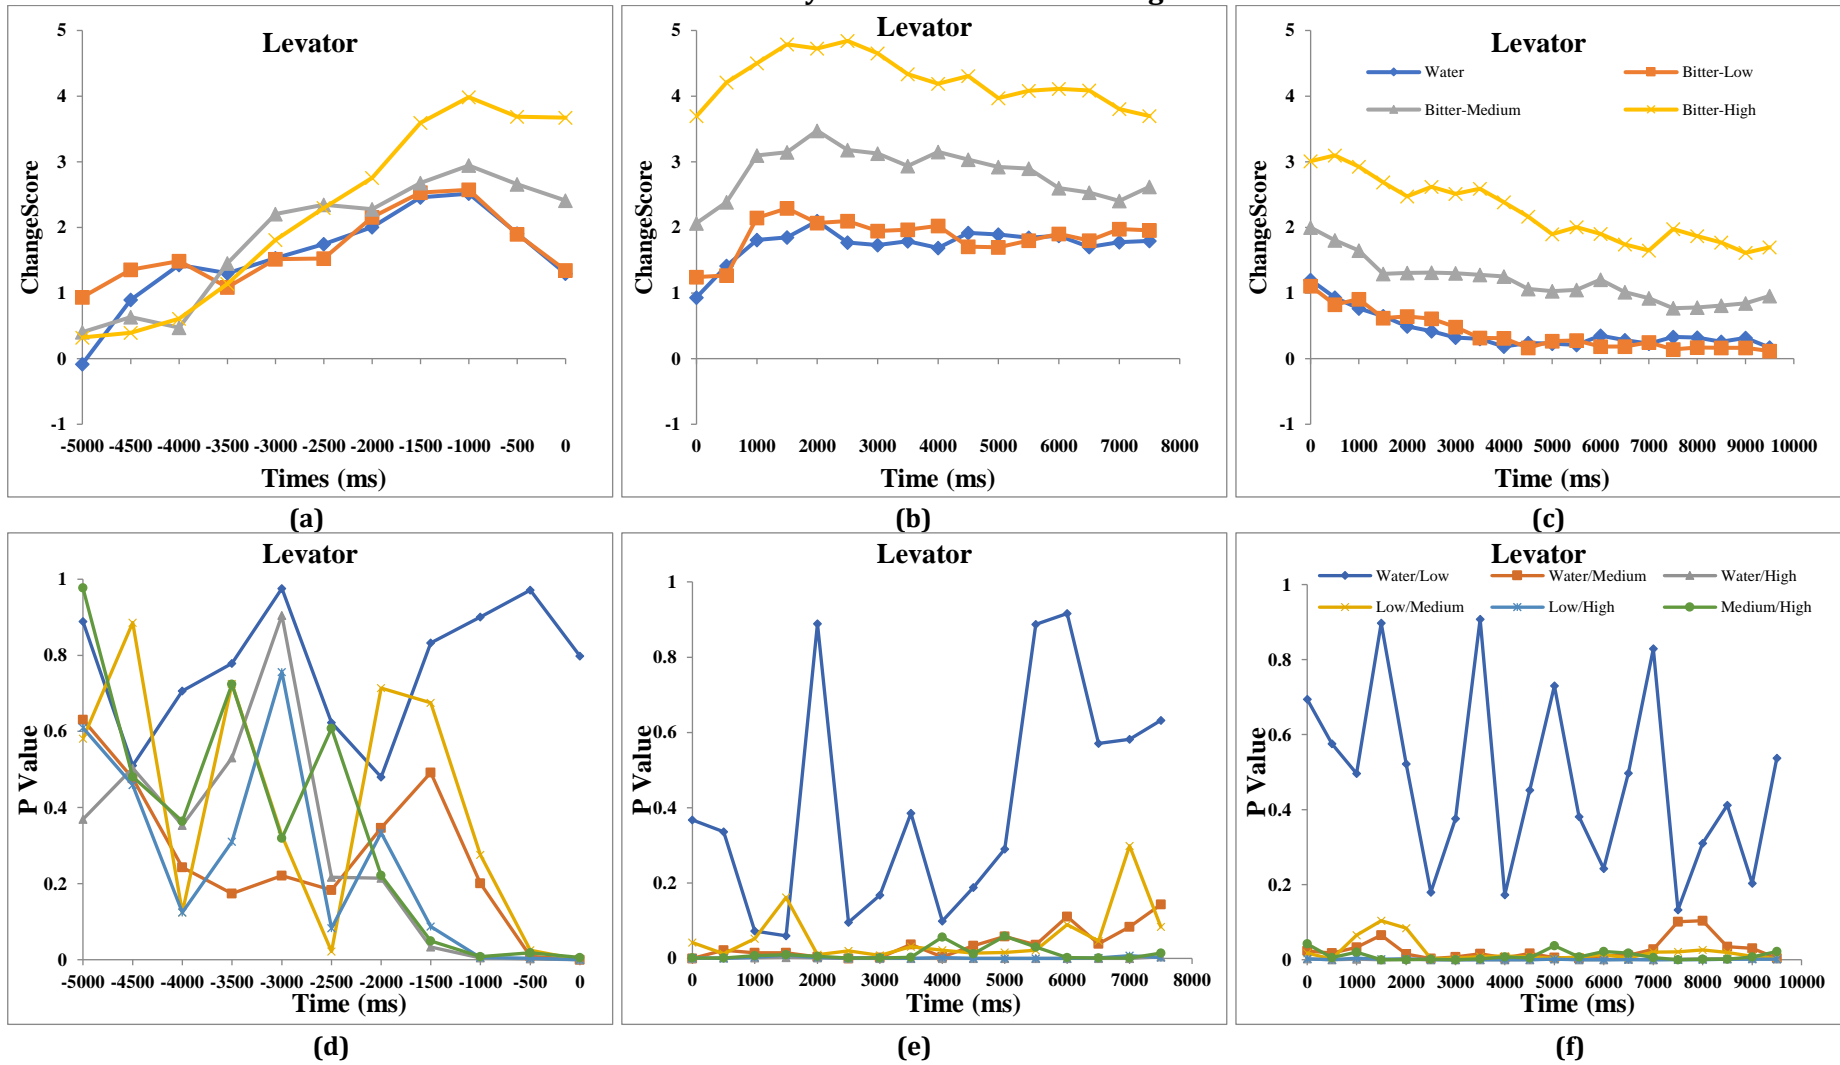 Levator
5
4
3
2
1
0
-1
ChangeScore
-5000 -4500 -4000 -3500 -3000 -2500 -2000 -1500 -1000 -500 0
Times (ms)
(a)
Levator
5
4
3
2
1
0
-1
ChangeScore
0 1000 2000 3000 4000 5000 6000 7000 8000
Time (ms)
(b)
Levator
Water Bitter-Low
Bitter-Medium Bitter-High
5
4
3
2
1
0
-1
ChangeScore
0 1000 2000 3000 4000 5000 6000 7000 8000 9000 10000
Time (ms)
(c)
Levator
1
0.8
0.6
0.4
0.2
0
P Value
-5000 -4500 -4000 -3500 -3000 -2500 -2000 -1500 -1000 -500 0
Times (ms)
(d)
Levator
1
0.8
0.6
0.4
0.2
0
P Value
0 1000 2000 3000 4000 5000 6000 7000 8000
Time (ms)
(e)
Levator
Water/Low Water/Medium Water/High
Low/Medium Low/High Medium/High
1
0.8
0.6
0.4
0.2
0
P Value
0 1000 2000 3000 4000 5000 6000 7000 8000 9000 10000
Time (ms)
(f)